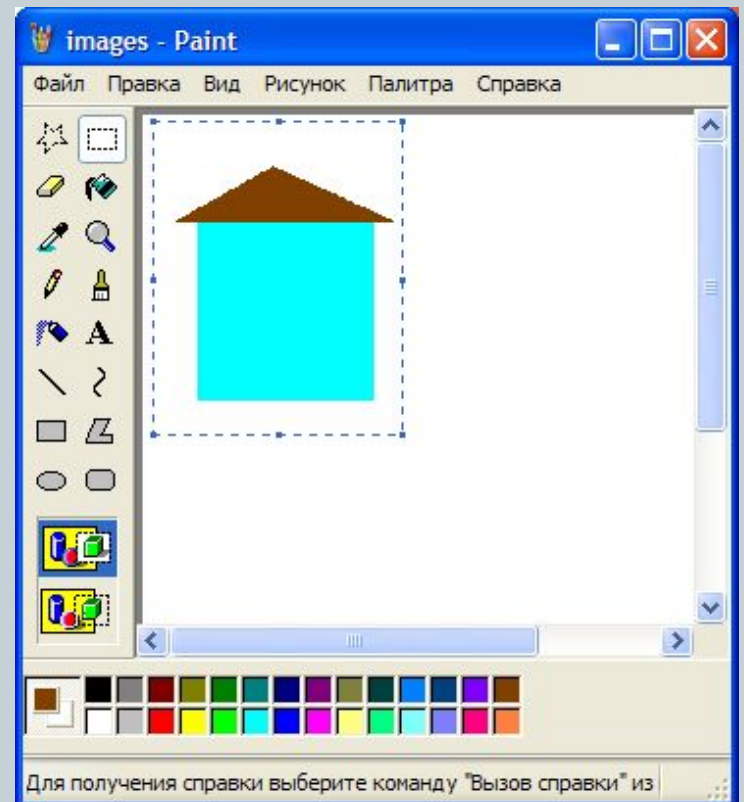 images - Paint
Файл Правка Вид Рисунок Палитра Справка
A
Для получения справки выберите команду "Вызов справки" из